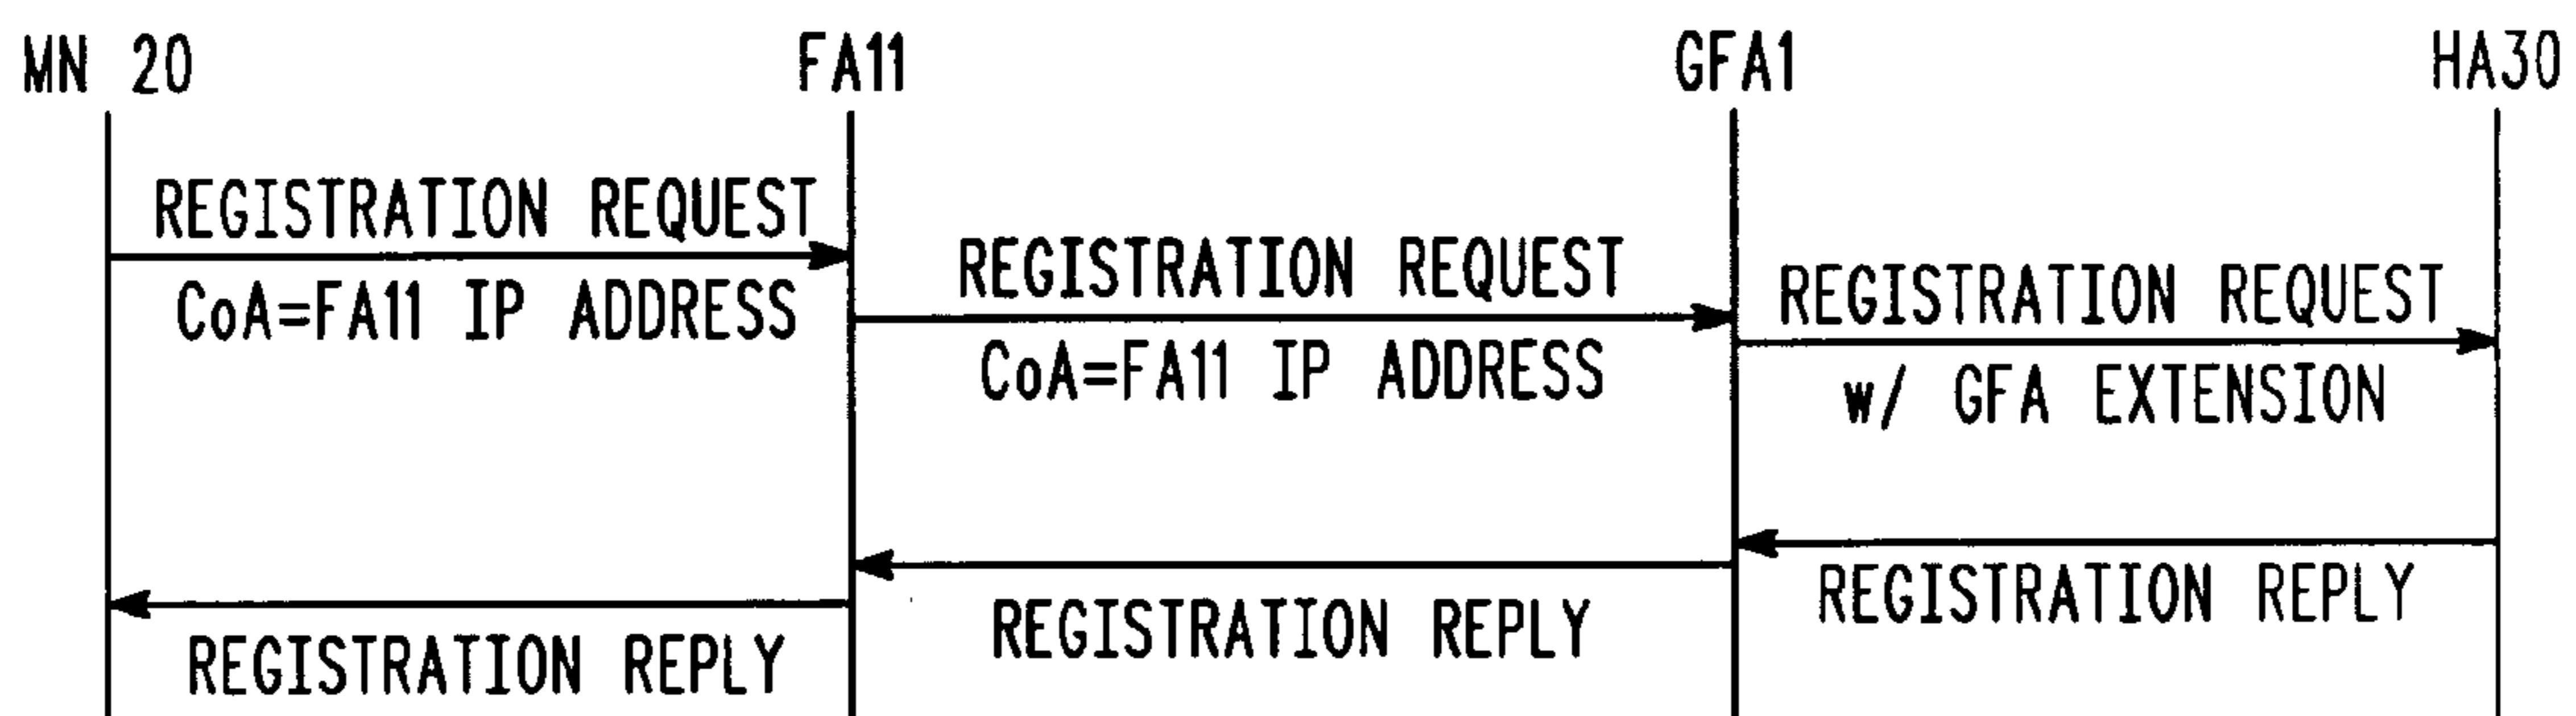 MN 20
FA11
GFA1
HA30
REGISTRATION REQUEST
CoA=FA11 IP ADDRESS
REGISTRATION REQUEST
CoA=FA11 IP ADDRESS
REGISTRATION REQUEST
w/ GFA EXTENSION
REGISTRATION REPLY
REGISTRATION REPLY
REGISTRATION REPLY